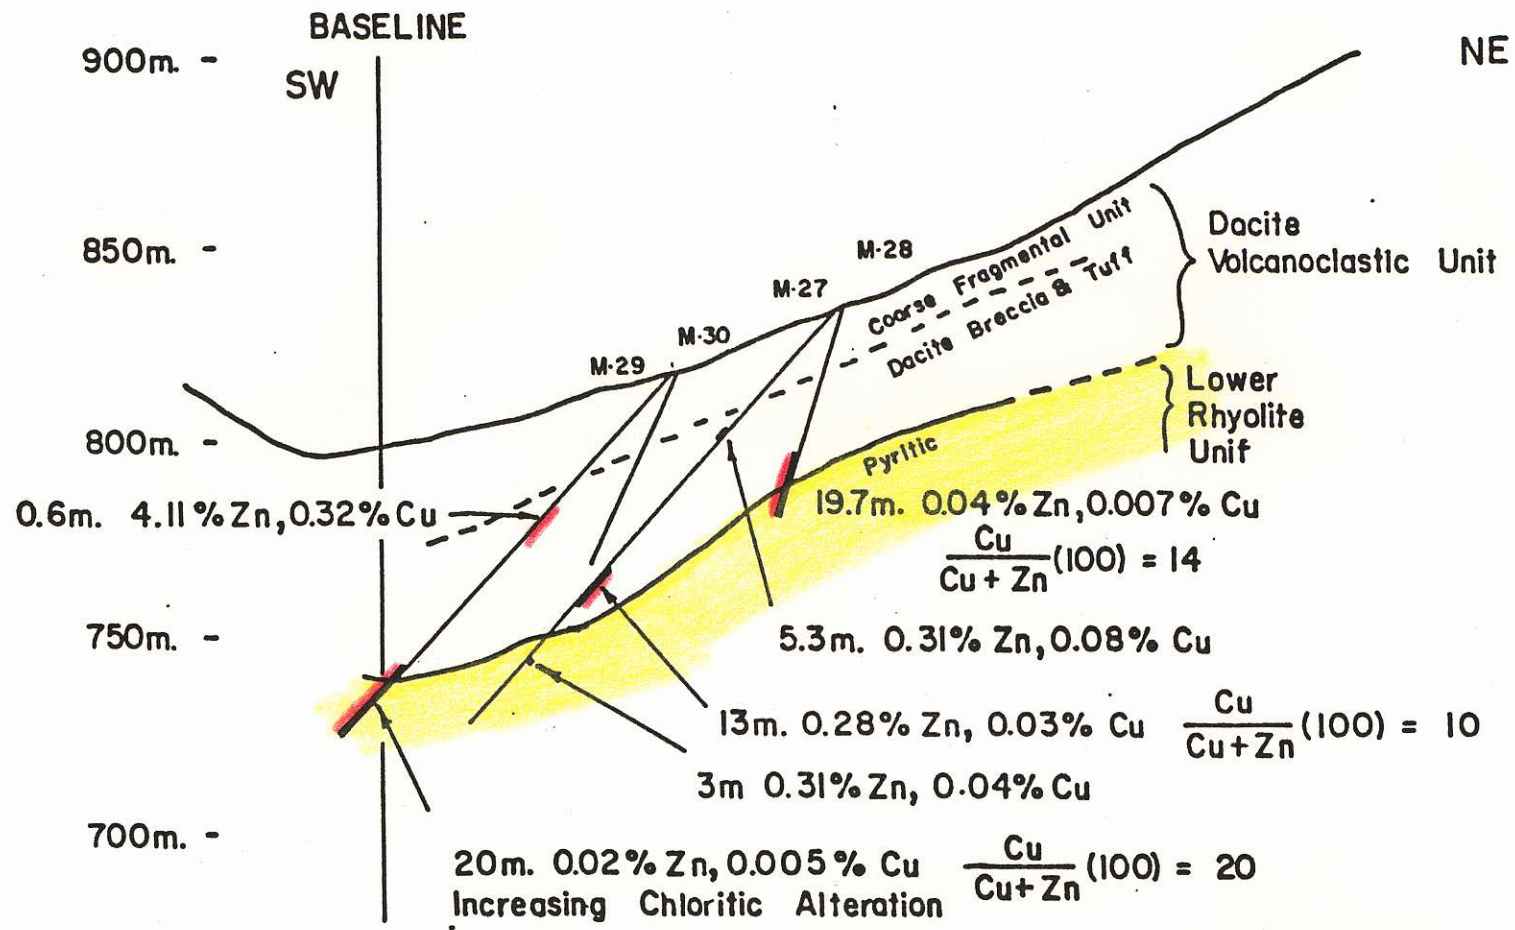 BASELINE
900m.
SW
NE
850m.
M-28
Coarse Fragmental Unit
Dacite Breccia & Tuff
Dacite
Volcanoclastic Unit
M-27
M-30
M-29
Lower
Rhyolite
Unit
800m.
Pyritic
0.6m. 4.11% Zn, 0.32% Cu
19.7m. 0.04% Zn, 0.007% Cu
Cu
Cu + Zn (100) = 14
750m.
5.3m. 0.31% Zn, 0.08% Cu
13m. 0.28% Zn, 0.03% Cu
Cu
Cu+Zn (100) = 10
3m 0.31% Zn, 0.04% Cu
700m.
20m. 0.02% Zn, 0.005% Cu
Cu
Cu+Zn (100) = 20
Increasing Chloritic Alteration